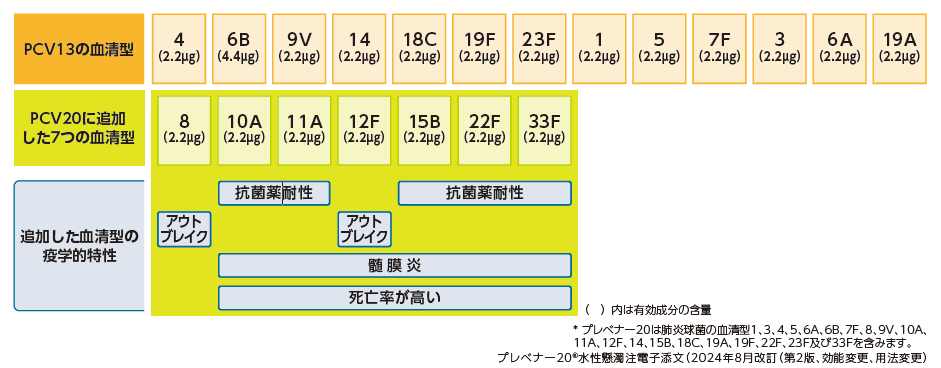 PCV13の血清型
4 6B 9V 14 18C 19F 23F 1 5 7F 3 6A 19A
(2.2μg) (4.4μg) (2.2μg) (2.2μg) (2.2μg) (2.2μg) (2.2μg) (2.2μg) (2.2μg) (2.2μg) (2.2μg) (2.2μg) (2.2μg)
PCV20に追加
した7つの血清型
8 10A 11A 12F 15B 22F 33F
(2.2μg) (2.2μg) (2.2μg) (2.2μg) (2.2μg) (2.2μg) (2.2μg)
追加した血清型の
疫学的特性
抗菌薬耐性 抗菌薬耐性
アウト アウト
ブレイク ブレイク
髄膜炎
死亡率が高い
（ ）内は有効成分の含量
* プレベナー20は肺炎球菌の血清型1、3、4、5、6A、6B、7F、8、9V、10A、
11A、12F、14、15B、18C、19A、19F、22F、23F及び33Fを含みます。
プレベナー20®水性懸濁注電子添文（2024年8月改訂（第2版、効能変更、用法変更）